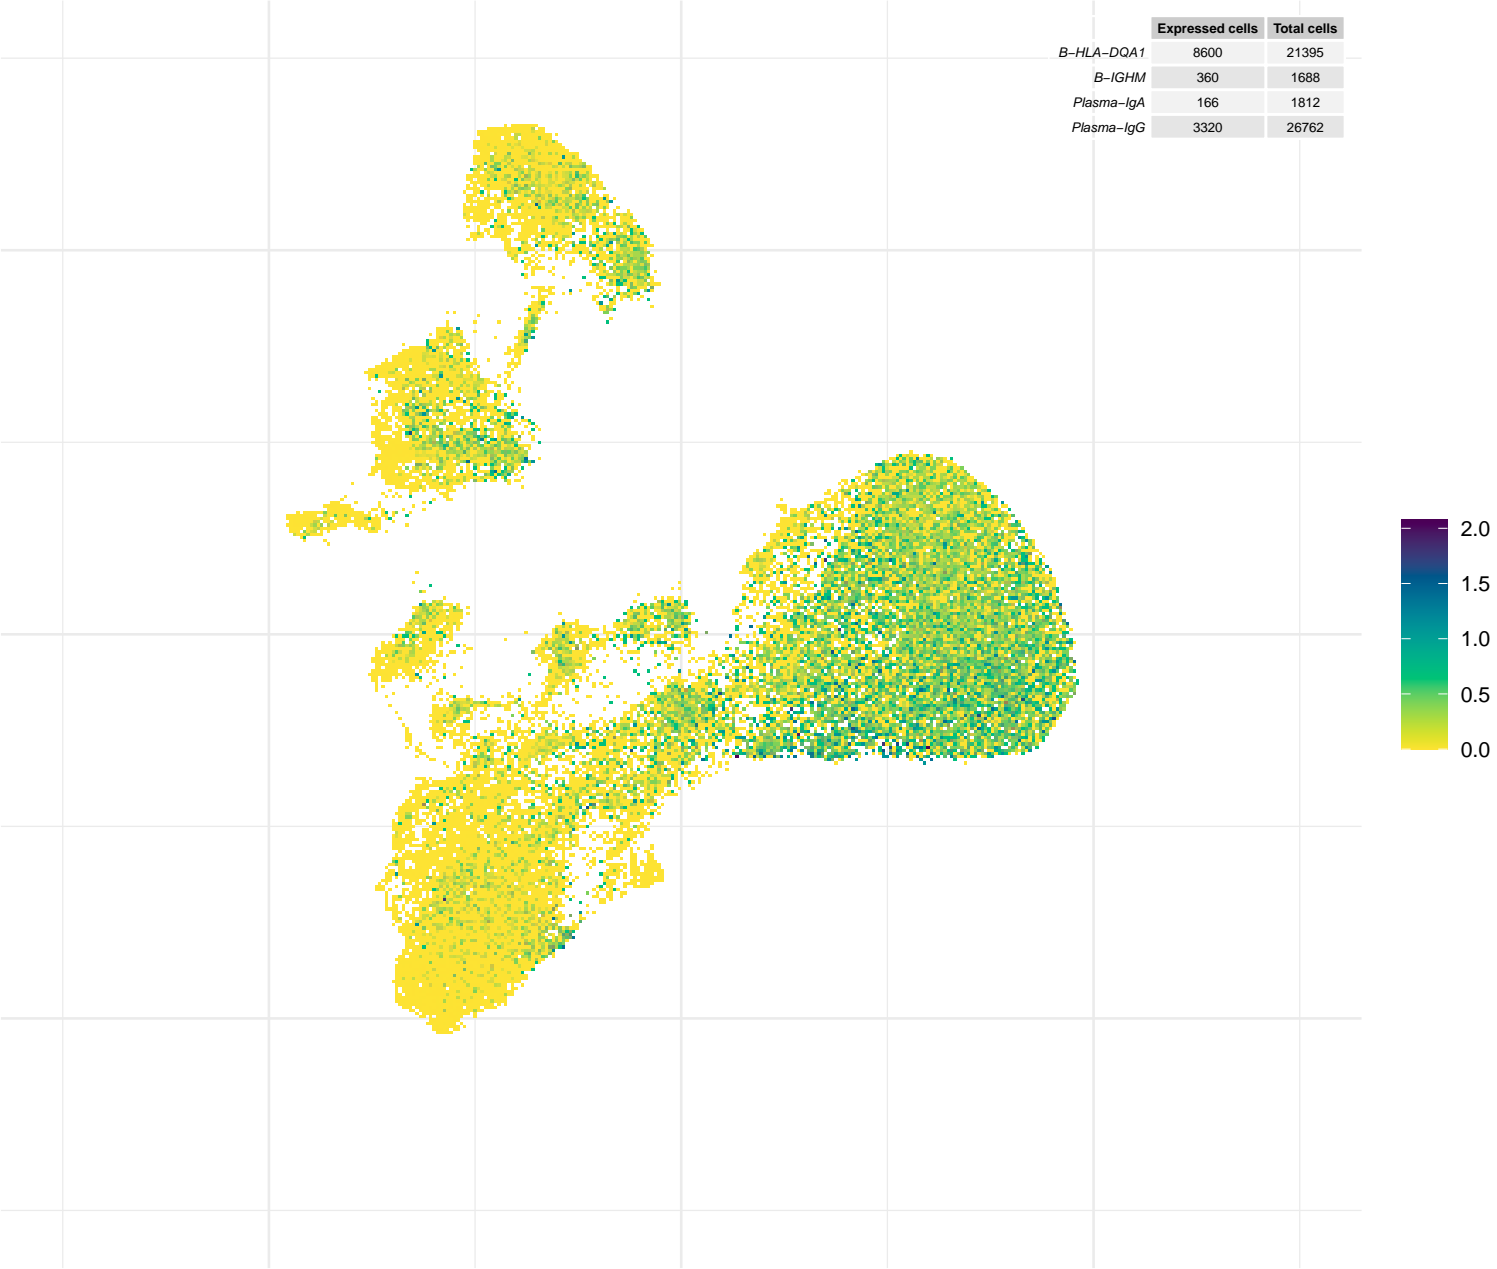 Expressed cells Total cells
B−HLA−DQA1 8600 21395
B−IGHM 360 1688
Plasma−IgA 166 1812
Plasma−IgG 3320 26762
2.0
1.5
1.0
0.5
0.0